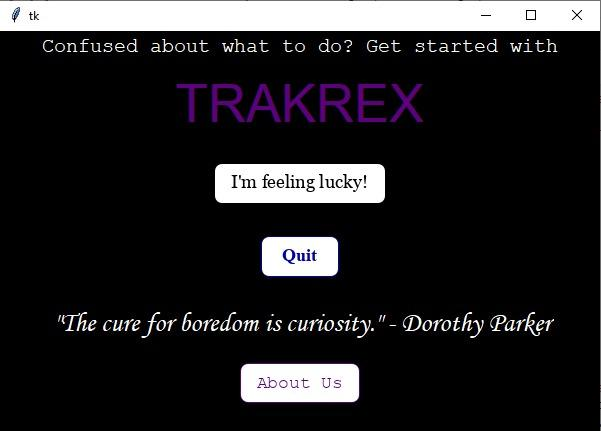 tk
Confused about what to do? Get started with
TRAKREX
I'm feeling lucky!
Quit
"The cure for boredom is curiosity." - Dorothy Parker
About Us